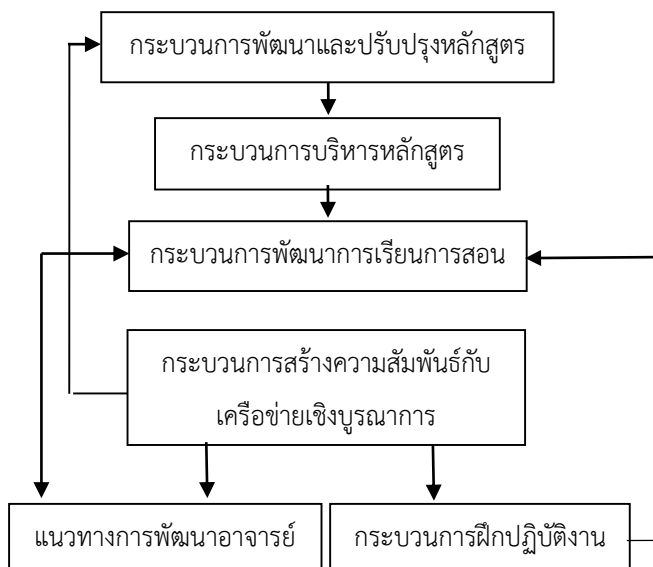 กระบวนการพัฒนาและปรับปรุงหลักสูตร
กระบวนการบริหารหลักสูตร
กระบวนการพัฒนาการเรียนการสอน
กระบวนการสร้างความสัมพันธ์กับ
เครือข่ายเชิงบูรณาการ
แนวทางการพัฒนาอาจารย์
กระบวนการฝึกปฏิบัติงาน